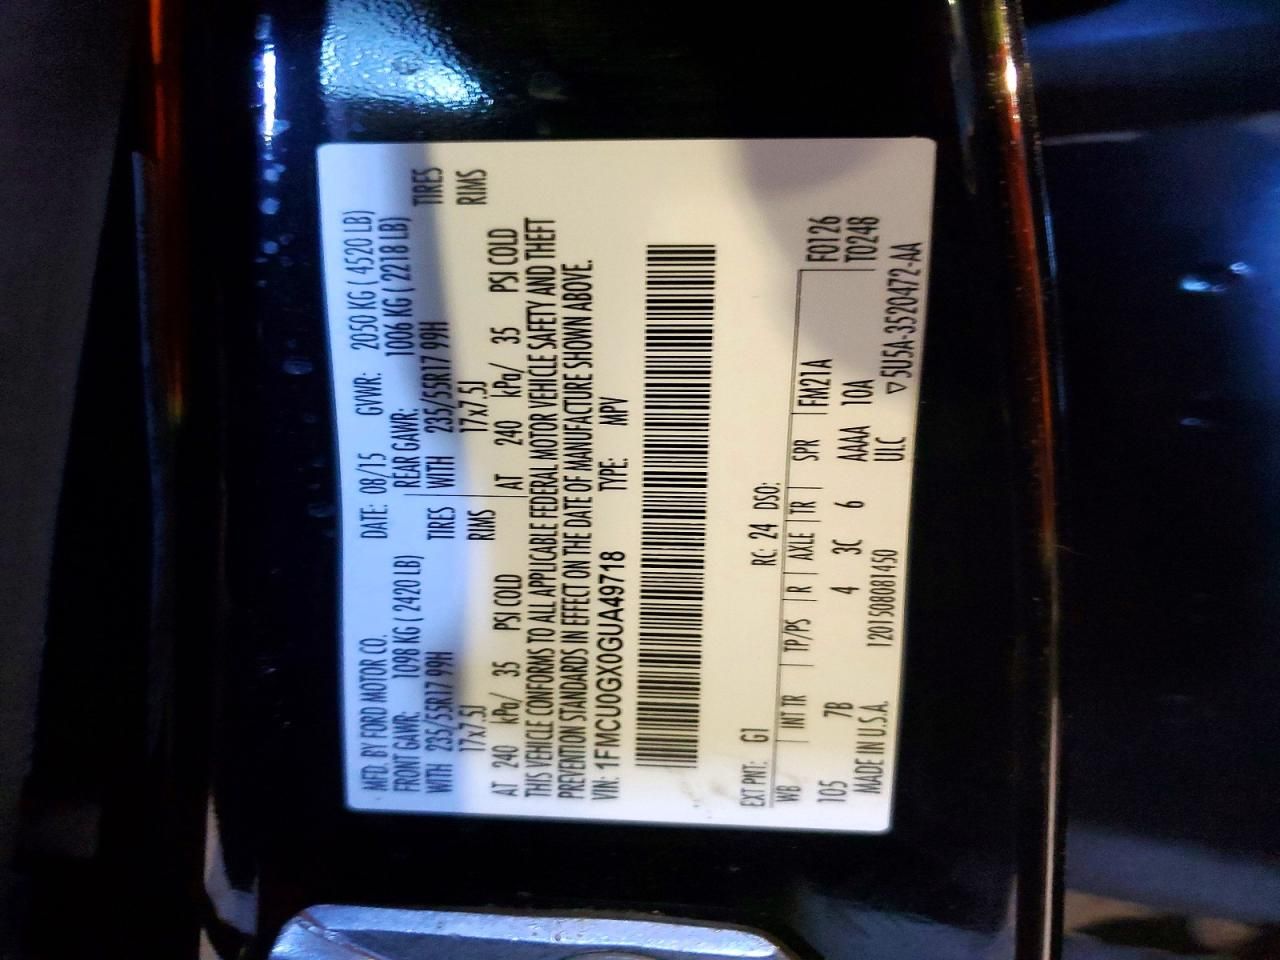 MFD. BY FORD MOTOR CO.
DATE: 08/15 GVWR: 2050 KG ( 4520 LB)
FRONT GAWR: 1098 KG ( 2420 LB)
REAR GAWR: 1006 KG ( 2218 LB)
WITH 235/55R17 99H TIRES
WITH 235/55R17 99H TIRES
17x7.5J RIMS
17x7.5J RIMS
AT 240 kPa/ 35 PSI COLD
AT 240 kPa/ 35 PSI COLD
THIS VEHICLE CONFORMS TO ALL APPLICABLE FEDERAL MOTOR VEHICLE SAFETY AND THEFT
PREVENTION STANDARDS IN EFFECT ON THE DATE OF MANUFACTURE SHOWN ABOVE.
VIN: 1FMCU0GX0GUA49718 TYPE: MPV
EXT PNT: G1 RC: 24 DSO:
WB INT TR TP/PS R AXLE TR SPR FM21A F0126
105 7B 4 3C 6 AAAA 10A T0248
MADE IN U.S.A. 1201508081450 ULC ▽5U5A-3520472-AA